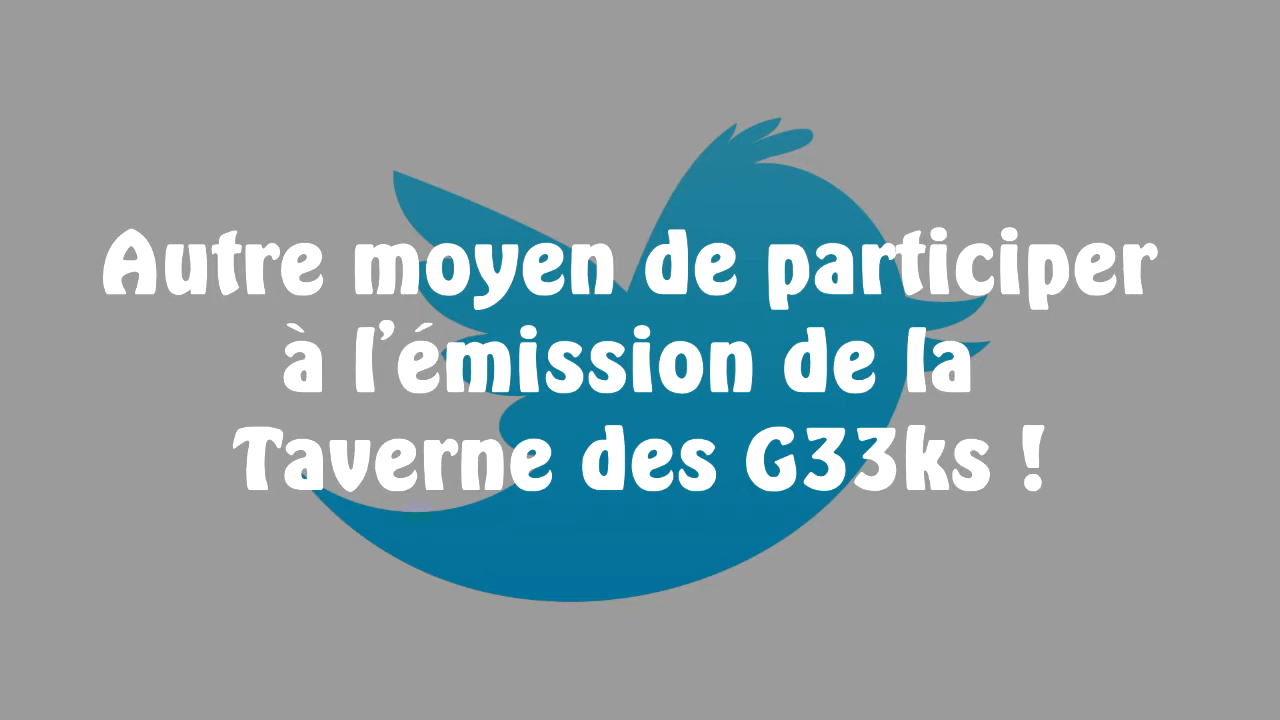 Autre moyen de participer
à l’émission de la
Taverne des G33ks !